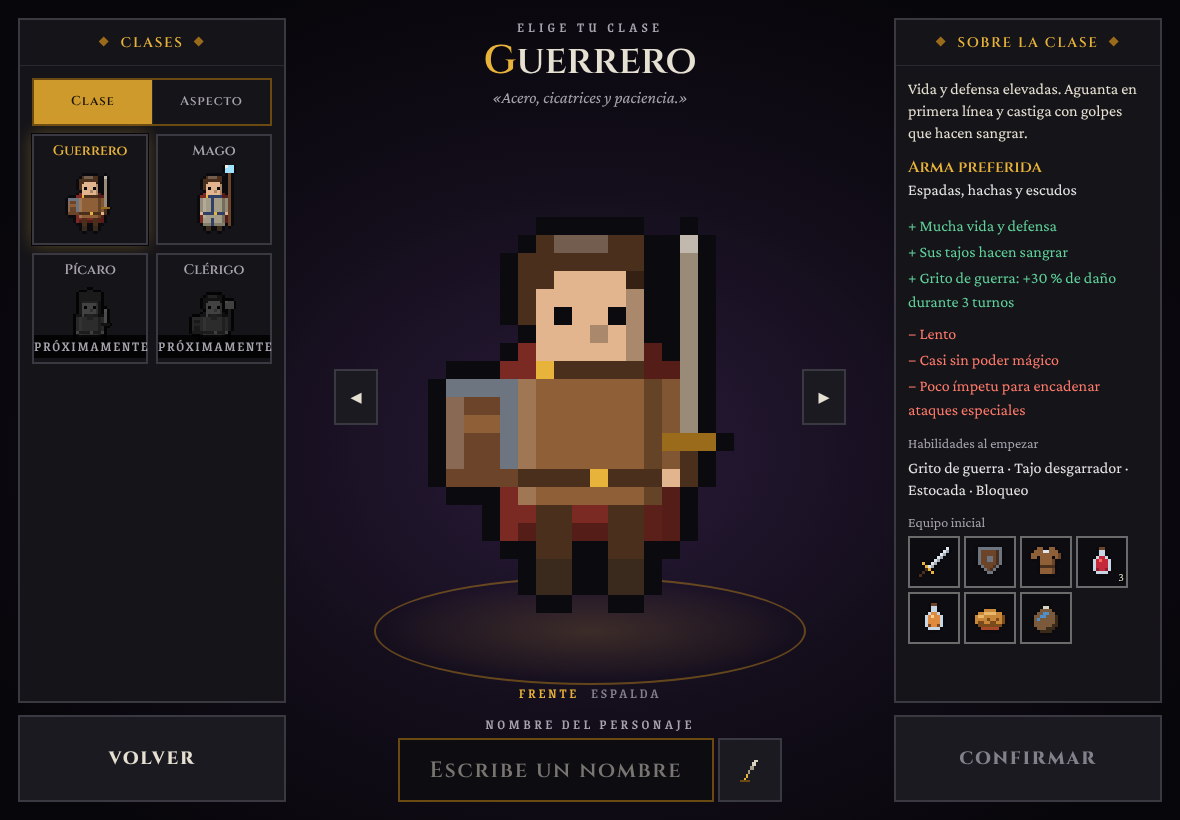 CLASES
CLASE
ASPECTO
GUERRERO
MAGO
PÍCARO
CLÉRIGO
PRÓXIMAMENTE
PRÓXIMAMENTE
VOLVER
ELIGE TU CLASE
GUERRERO
«Acero, cicatrices y paciencia.»
◄
►
FRENTE ESPALDA
NOMBRE DEL PERSONAJE
ESCRIBE UN NOMBRE
SOBRE LA CLASE
Vida y defensa elevadas. Aguanta en
primera línea y castiga con golpes
que hacen sangrar.
ARMA PREFERIDA
Espadas, hachas y escudos
+ Mucha vida y defensa
+ Sus tajos hacen sangrar
+ Grito de guerra: +30 % de daño
durante 3 turnos
− Lento
− Casi sin poder mágico
− Poco ímpetu para encadenar
ataques especiales
Habilidades al empezar
Grito de guerra · Tajo desgarrador ·
Estocada · Bloqueo
Equipo inicial
3
CONFIRMAR